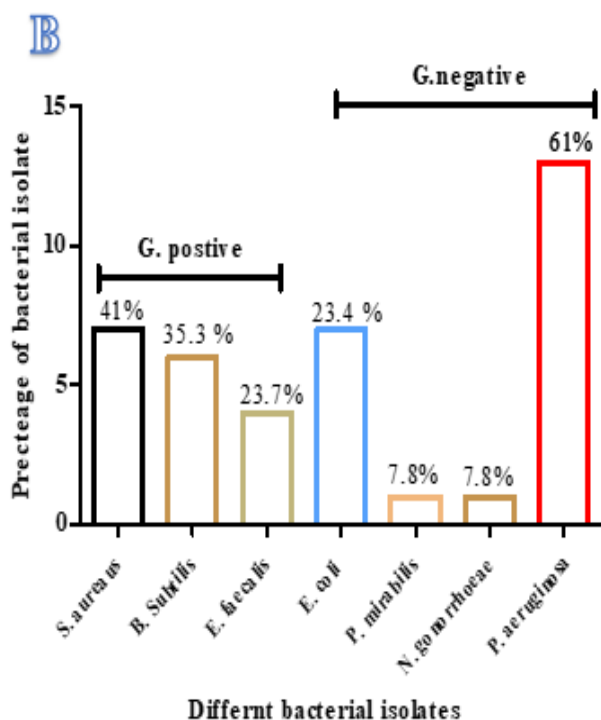 B
G.negative
15
61%
10
G. postive
41%
35.3 %
23.7%
23.4 %
7.8%
7.8%
5
0
Precteage of bacterial isolate
S. aureaus
B. Subtilis
E. faecalis
E. coli
P. mirabilis
N. gonorrhoeae
P. aeruginosa
Differnt bacterial isolates